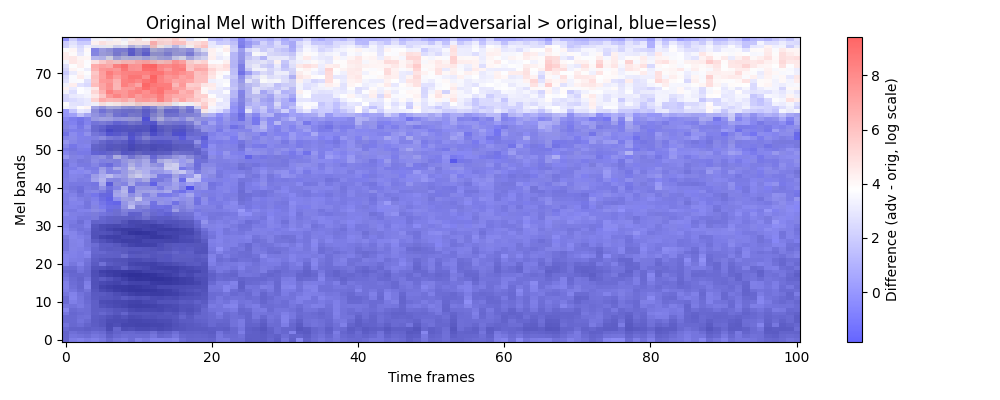 Original Mel with Differences (red=adversarial > original, blue=less)
Mel bands
70
60
50
40
30
20
10
0
0 20 40 60 80 100
Time frames
8
6
4
2
0
Difference (adv - orig, log scale)